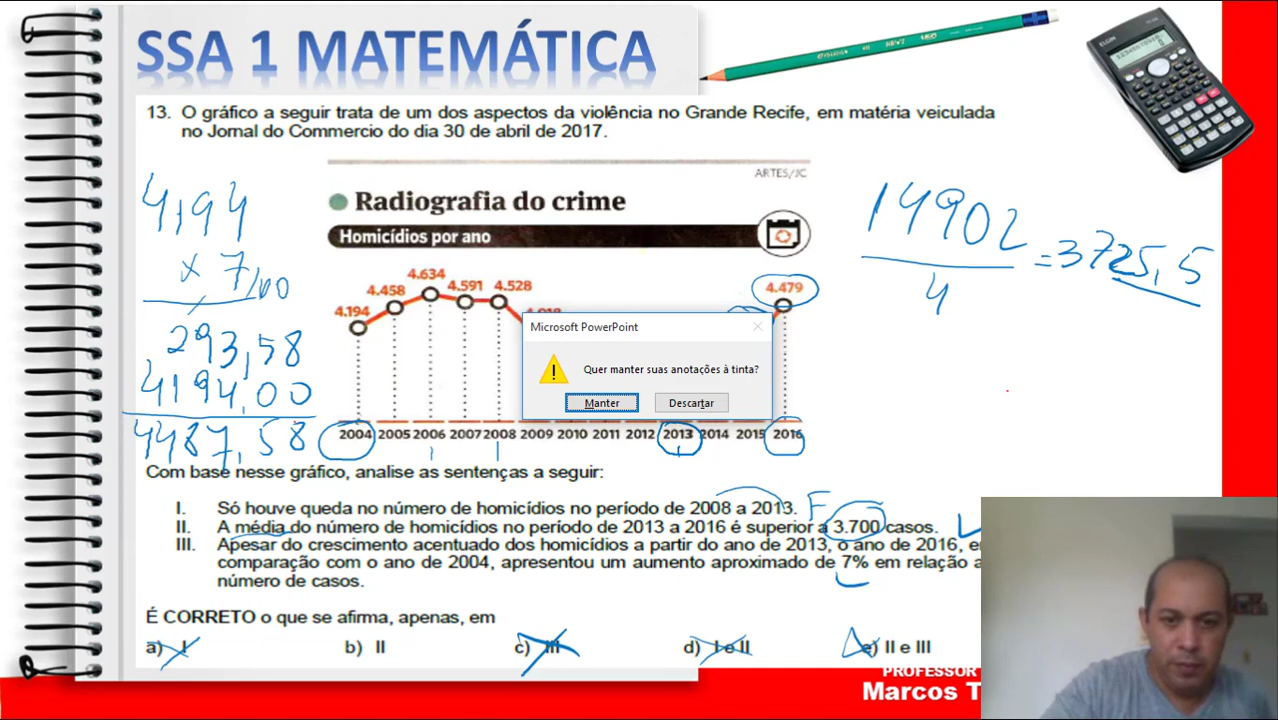 SSA 1 MATEMÁTICA
13. O gráfico a seguir trata de um dos aspectos da violência no Grande Recife, em matéria veiculada
no Jornal do Commercio do dia 30 de abril de 2017.
ARTES/JC
Radiografia do crime
Homicídios por ano
4.194 4.458 4.634 4.591 4.528 4.479
2004 2005 2006 2007 2008 2009 2010 2011 2012 2013 2014 2015 2016
4,194
x 7/100
293,58
4194,00
4487,58
14902
4
=3725,5
Microsoft PowerPoint
Quer manter suas anotações à tinta?
Manter Descartar
Com base nesse gráfico, analise as sentenças a seguir:
I. Só houve queda no número de homicídios no período de 2008 a 2013. F
II. A média do número de homicídios no período de 2013 a 2016 é superior a 3.700 casos.
III. Apesar do crescimento acentuado dos homicídios a partir do ano de 2013, o ano de 2016, e
comparação com o ano de 2004, apresentou um aumento aproximado de 7% em relação a
número de casos.
É CORRETO o que se afirma, apenas, em
a) I b) II c) III d) I e II e) II e III
PROFESSOR
Marcos T
ELGIN